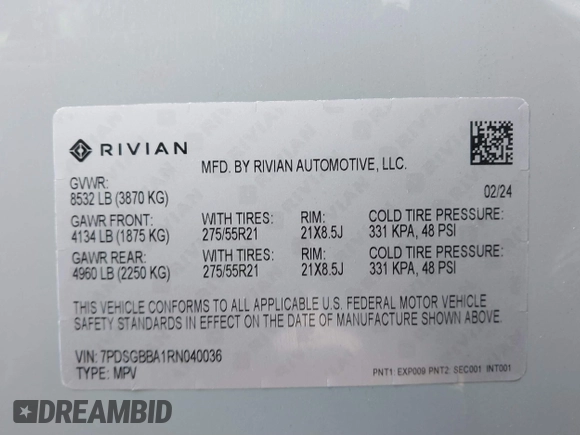 RIVIAN
MFD. BY RIVIAN AUTOMOTIVE, LLC.
GVWR:
8532 LB (3870 KG) 02/24
GAWR FRONT: WITH TIRES: RIM: COLD TIRE PRESSURE:
4134 LB (1875 KG) 275/55R21 21X8.5J 331 KPA, 48 PSI
GAWR REAR: WITH TIRES: RIM: COLD TIRE PRESSURE:
4960 LB (2250 KG) 275/55R21 21X8.5J 331 KPA, 48 PSI
THIS VEHICLE CONFORMS TO ALL APPLICABLE U.S. FEDERAL MOTOR VEHICLE
SAFETY STANDARDS IN EFFECT ON THE DATE OF MANUFACTURE SHOWN ABOVE.
VIN: 7PDSGBBA1RN040036
TYPE: MPV PNT1: EXP009 PNT2: SEC001 INT001
DREAMBID